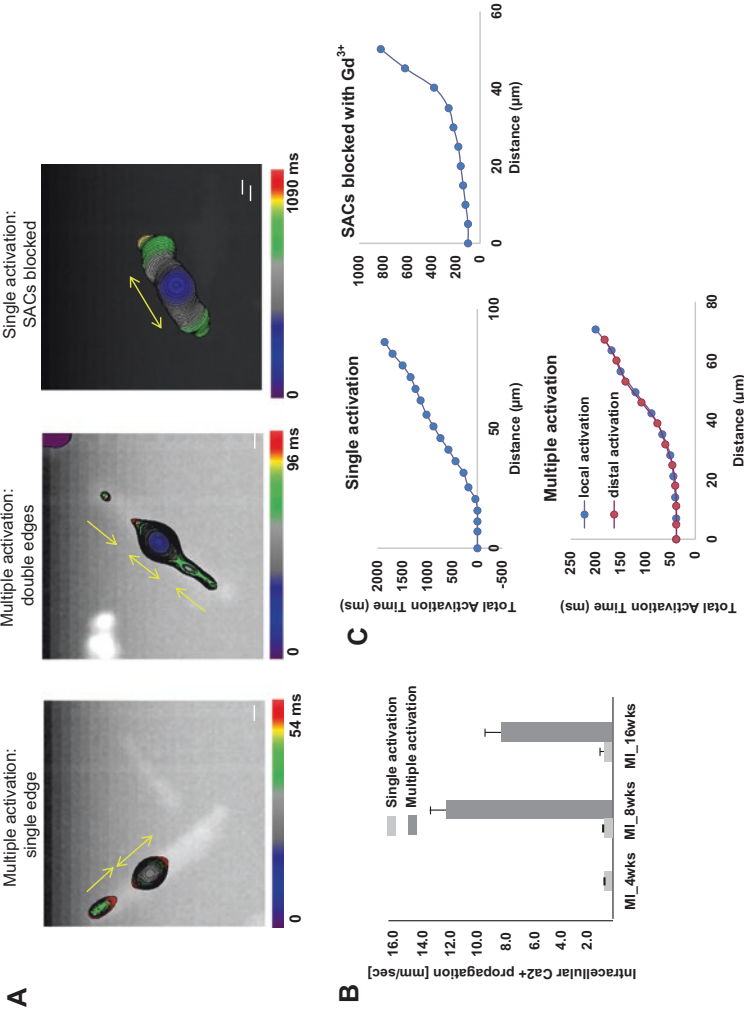 A
Multiple activation:
single edge
0
54 ms
Multiple activation:
double edges
0
96 ms
Single activation:
SACs blocked
0
1090 ms
B
Intracellular Ca2+ propagation [mm/sec]
16.0
14.0
12.0
10.0
8.0
6.0
4.0
2.0
Single activation
Multiple activation
MI_4wks
MI_8wks
MI_16wks
C
Single activation
Total Activation Time (ms)
2000
1500
1000
500
0
-500
0
50
100
Distance (µm)
SACs blocked with Gd³⁺
1000
800
600
400
200
0
0
20
40
60
Distance (µm)
Multiple activation
local activation
distal activation
Total Activation Time (ms)
250
200
150
100
50
0
0
20
40
60
80
Distance (µm)